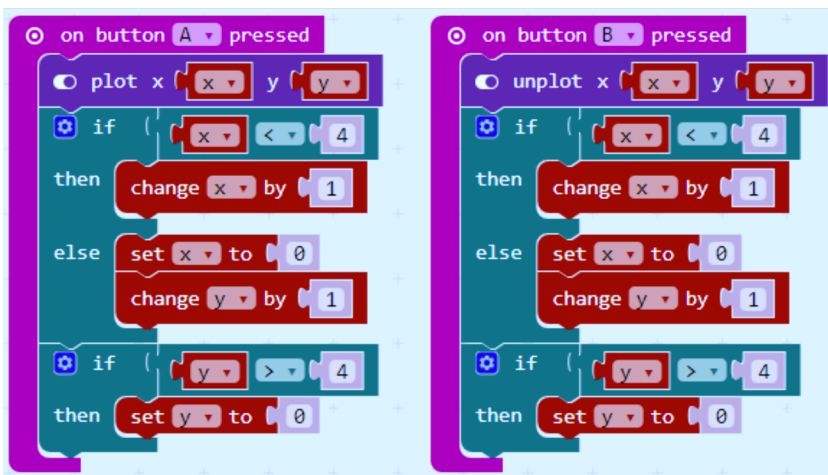 on button A pressed
plot x x y y
if x < 4
then change x by 1
else set x to 0
change y by 1
if y > 4
then set y to 0
on button B pressed
unplot x x y y
if x < 4
then change x by 1
else set x to 0
change y by 1
if y > 4
then set y to 0